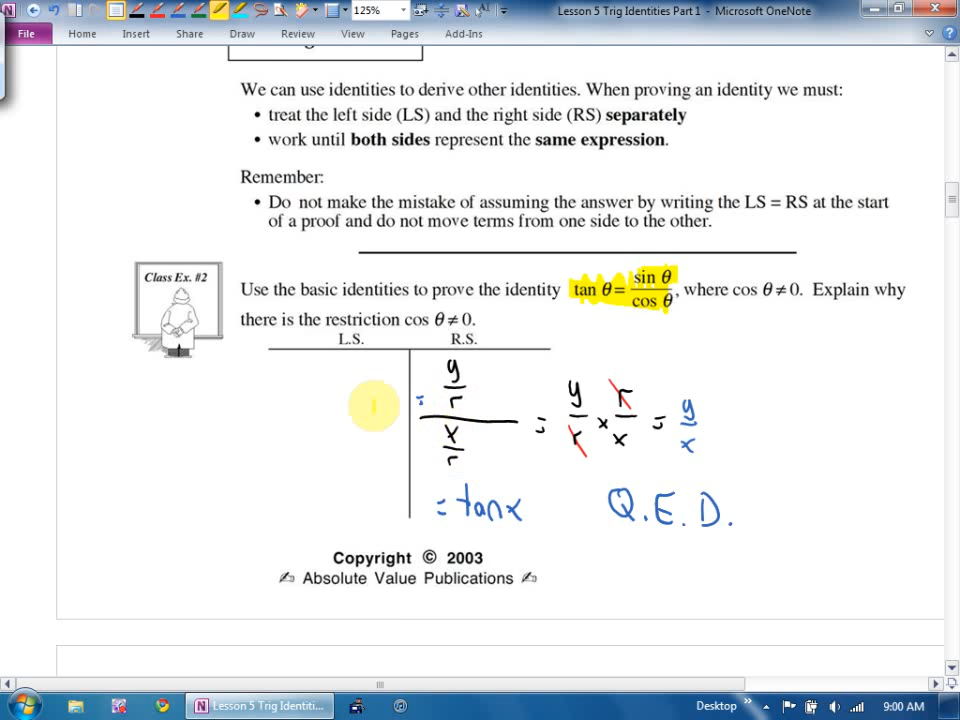 Lesson 5 Trig Identities Part 1 - Microsoft OneNote
125%
File Home Insert Share Draw Review View Pages Add-Ins
We can use identities to derive other identities. When proving an identity we must:
• treat the left side (LS) and the right side (RS) separately
• work until both sides represent the same expression.
Remember:
• Do not make the mistake of assuming the answer by writing the LS = RS at the start
of a proof and do not move terms from one side to the other.
Class Ex. #2
Use the basic identities to prove the identity tan θ = sin θ / cos θ, where cos θ ≠ 0. Explain why
there is the restriction cos θ ≠ 0.
L.S. R.S.
= y/r / x/r = y/r × r/x = y/x
= tan x Q.E.D.
Copyright © 2003
✍ Absolute Value Publications ✍
Lesson 5 Trig Identiti... Desktop » 9:00 AM